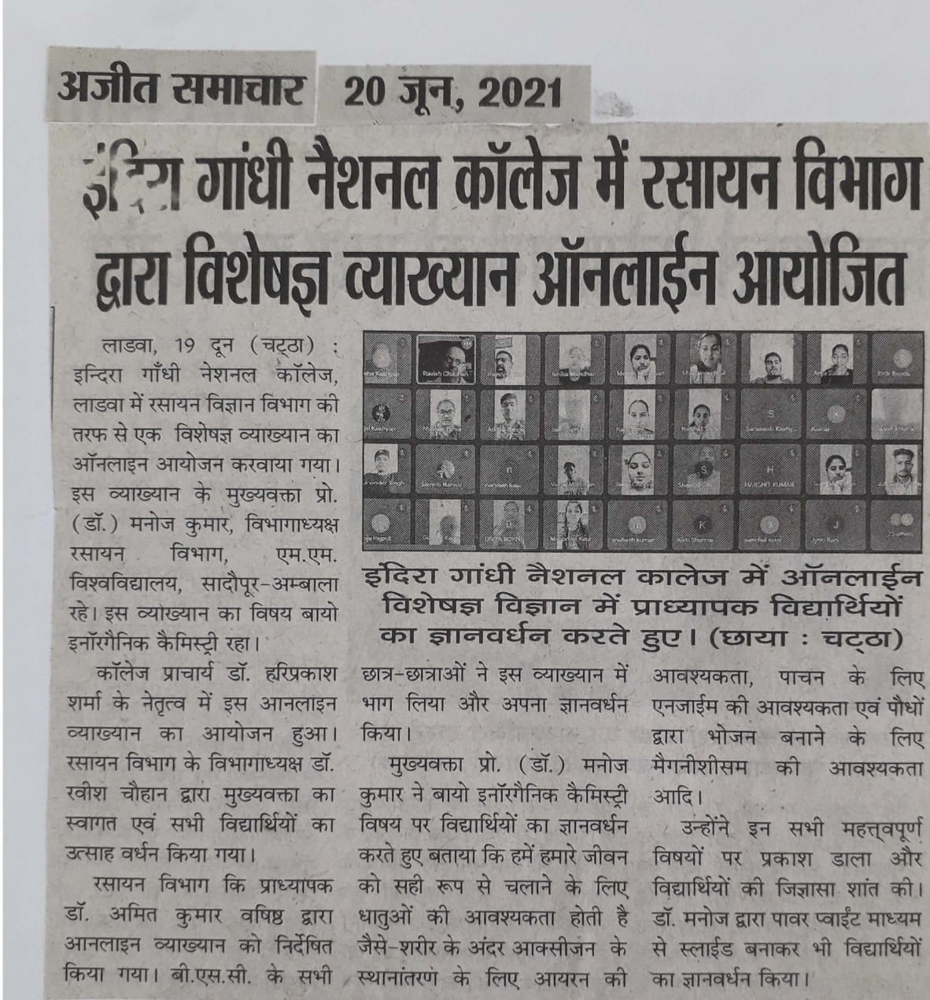 अजीत समाचार
20 जून, 2021
इंदिरा गांधी नैशनल कॉलेज में रसायन विभाग
द्वारा विशेषज्ञ व्याख्यान ऑनलाईन आयोजित
लाडवा, 19 दून (चट्ठा) :
इन्दिरा गाँधी नेशनल कॉलेज,
लाडवा में रसायन विज्ञान विभाग की
तरफ से एक विशेषज्ञ व्याख्यान का
ऑनलाइन आयोजन करवाया गया।
इस व्याख्यान के मुख्यवक्ता प्रो.
(डॉ.) मनोज कुमार, विभागाध्यक्ष
रसायन विभाग, एम.एम.
विश्वविद्यालय, सादौपूर-अम्बाला
रहे। इस व्याख्यान का विषय बायो
इनॉरगैनिक कैमिस्ट्री रहा।
कॉलेज प्राचार्य डॉ. हरिप्रकाश
शर्मा के नेतृत्व में इस आनलाइन
व्याख्यान का आयोजन हुआ।
रसायन विभाग के विभागाध्यक्ष डॉ.
रवीश चौहान द्वारा मुख्यवक्ता का
स्वागत एवं सभी विद्यार्थियों का
उत्साह वर्धन किया गया।
रसायन विभाग कि प्राध्यापक
डॉ. अमित कुमार वषिष्ठ द्वारा
आनलाइन व्याख्यान को निर्देषित
किया गया। बी.एस.सी. के सभी
HARSHIT KUMAR
इंदिरा गांधी नैशनल कालेज में ऑनलाईन
विशेषज्ञ विज्ञान में प्राध्यापक विद्यार्थियों
का ज्ञानवर्धन करते हुए। (छाया : चट्ठा)
छात्र-छात्राओं ने इस व्याख्यान में
भाग लिया और अपना ज्ञानवर्धन
किया।
मुख्यवक्ता प्रो. (डॉ.) मनोज
कुमार ने बायो इनॉरगैनिक कैमिस्ट्री
विषय पर विद्यार्थियों का ज्ञानवर्धन
करते हुए बताया कि हमें हमारे जीवन
को सही रूप से चलाने के लिए
धातुओं की आवश्यकता होती है
जैसे-शरीर के अंदर आक्सीजन के
स्थानांतरणं के लिए आयरन की
आवश्यकता, पाचन के लिए
एनजाईम की आवश्यकता एवं पौधों
द्वारा भोजन बनाने के लिए
मैगनीशीसम की आवश्यकता
आदि।
उन्होंने इन सभी महत्त्वपूर्ण
विषयों पर प्रकाश डाला और
विद्यार्थियों की जिज्ञासा शांत की।
डॉ. मनोज द्वारा पावर प्वाईंट माध्यम
से स्लाईड बनाकर भी विद्यार्थियों
का ज्ञानवर्धन किया।